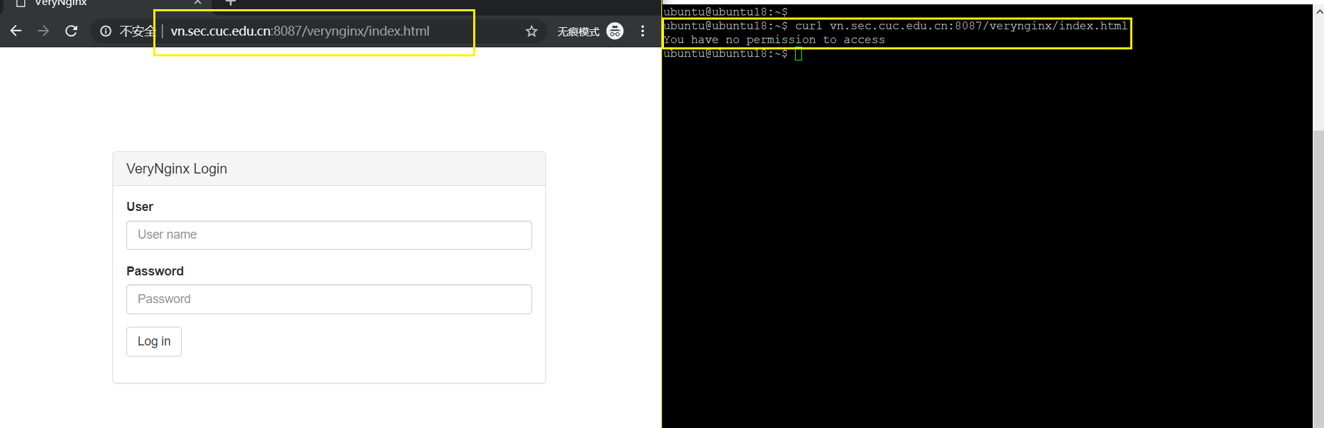 VeryNginx
不安全 | vn.sec.cuc.edu.cn:8087/verynginx/index.html
无痕模式
VeryNginx Login
User
User name
Password
Password
Log in
ubuntu@ubuntu18:~$
ubuntu@ubuntu18:~$ curl vn.sec.cuc.edu.cn:8087/verynginx/index.html
You have no permission to access
ubuntu@ubuntu18:~$